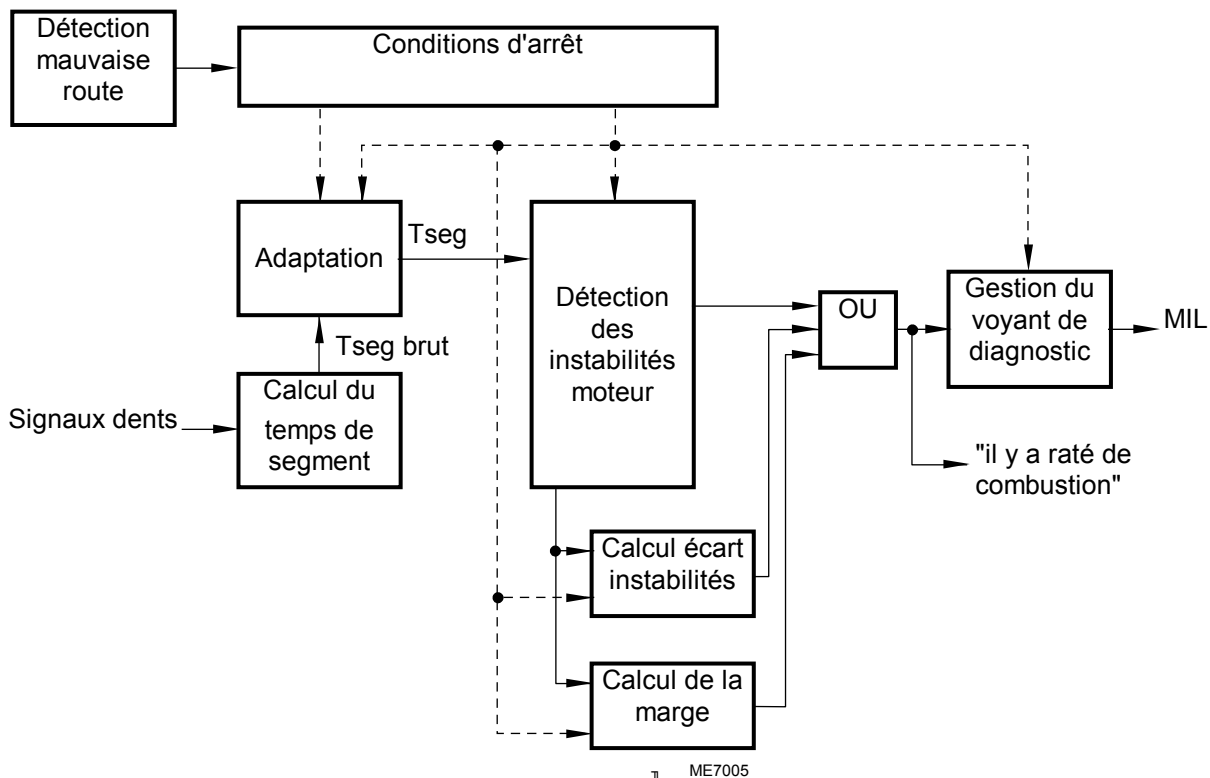 Détection
mauvaise
route
Conditions d'arrêt
Adaptation
Tseg
Tseg brut
Signaux dents
Calcul du
temps de
segment
Détection
des
instabilités
moteur
OU
Gestion du
voyant de
diagnostic
MIL
"il y a raté de
combustion"
Calcul écart
instabilités
Calcul de la
marge
ME7005